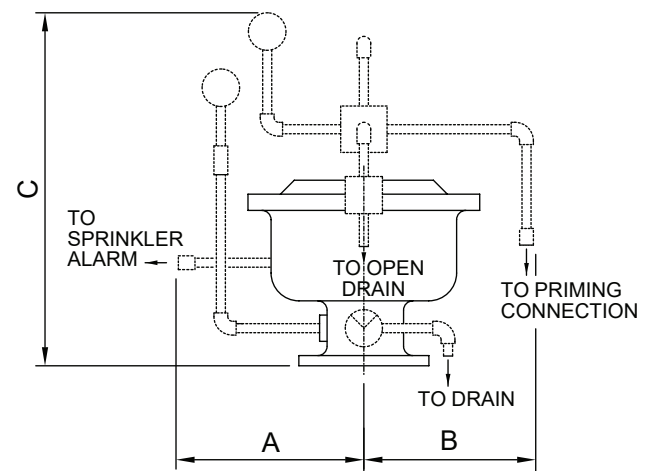 C
TO
SPRINKLER
ALARM
TO OPEN
DRAIN
TO PRIMING
CONNECTION
TO DRAIN
A
B